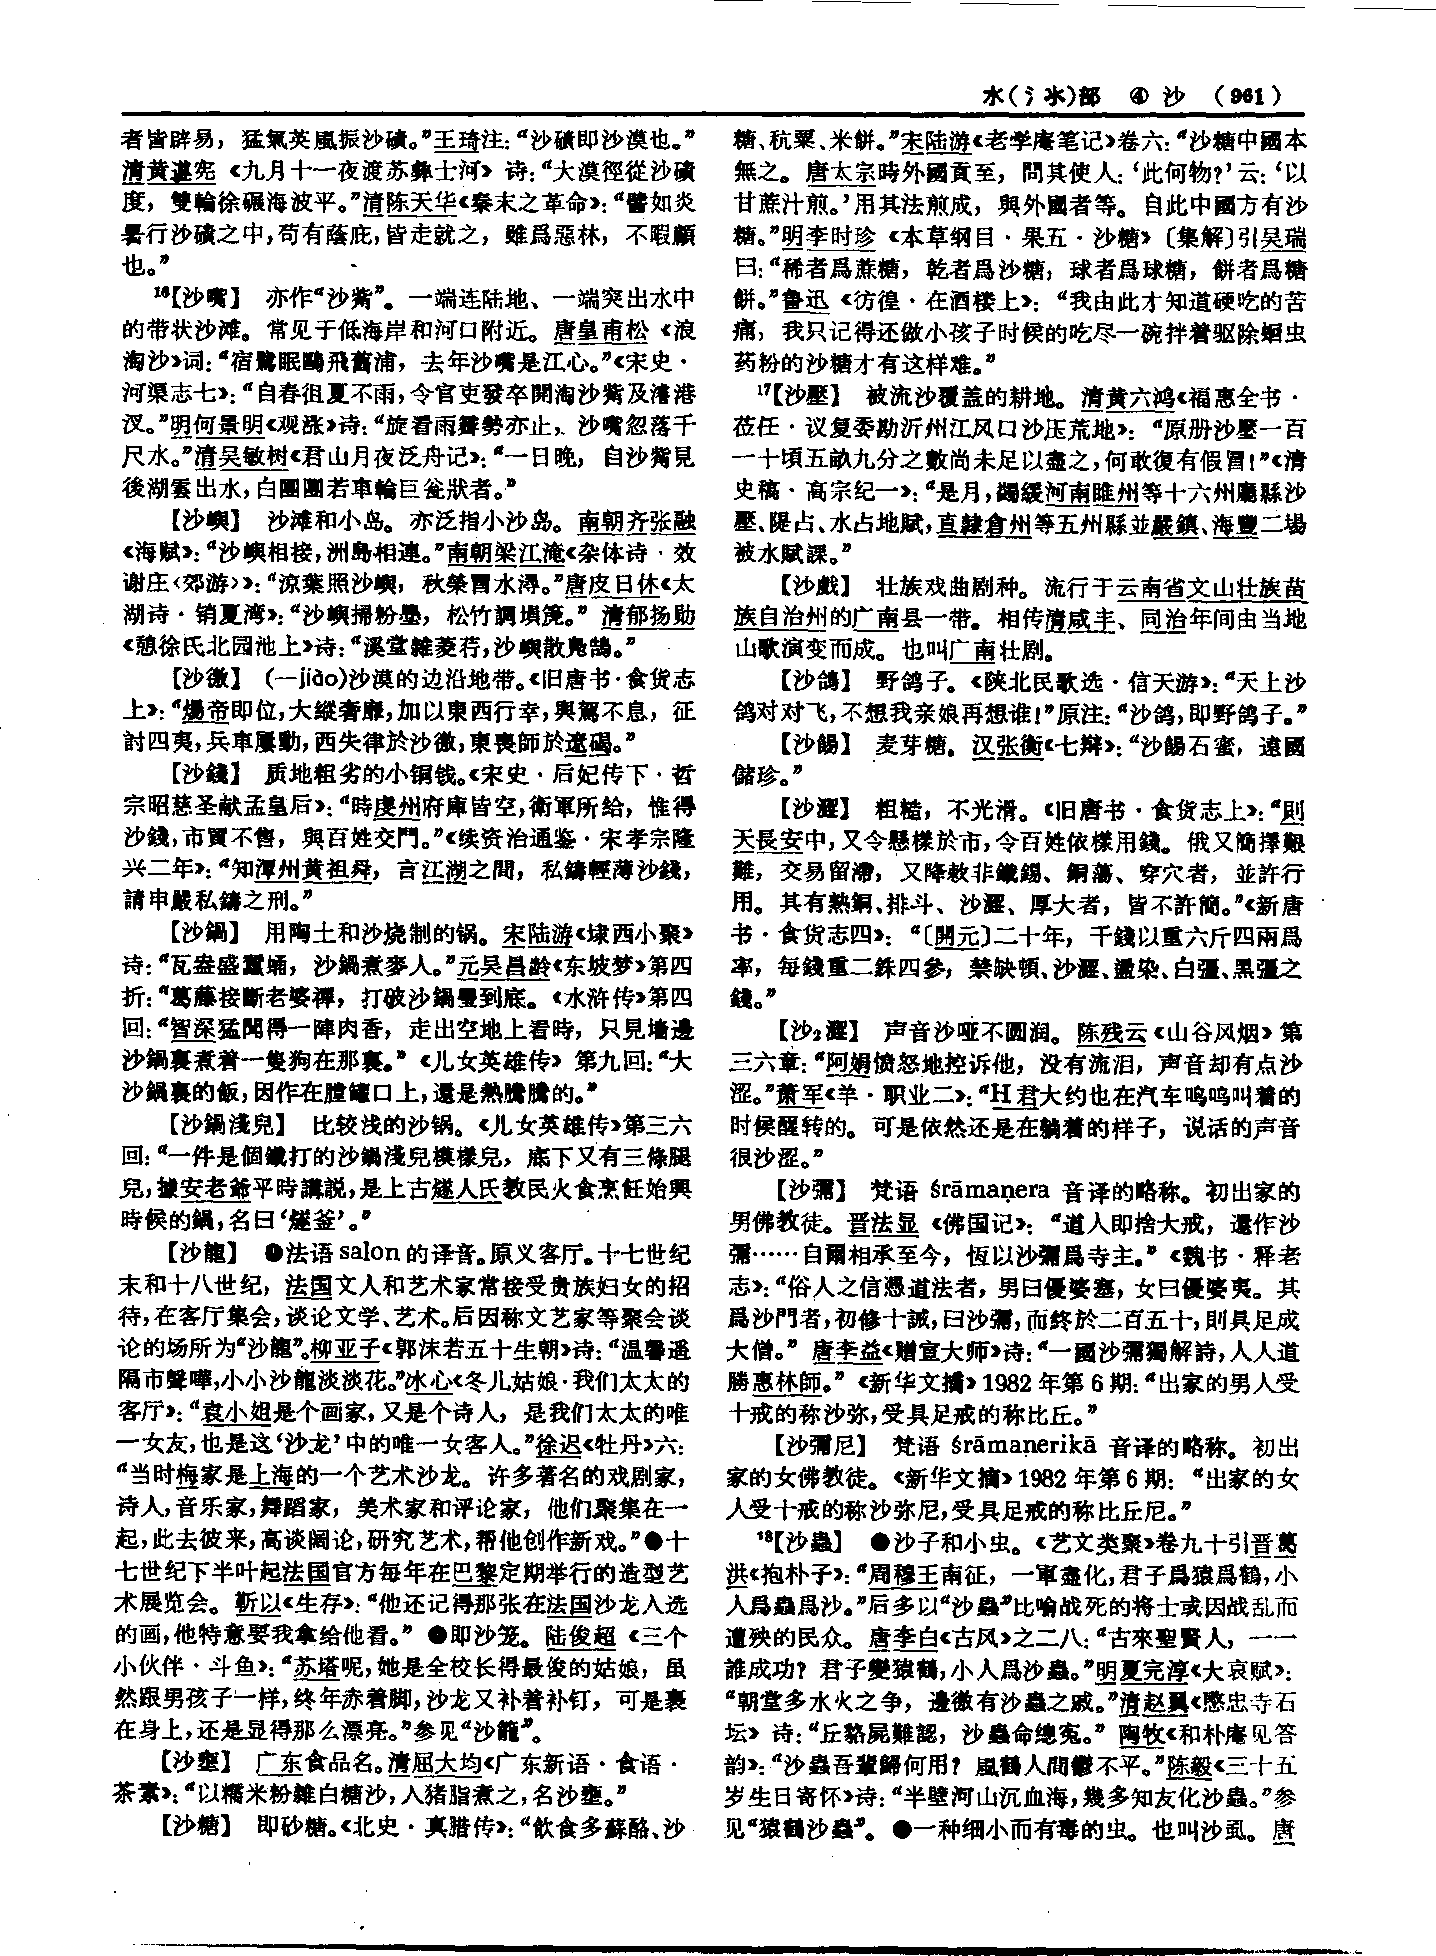 水(氵氺)部 ④ 沙 (961)
者皆辟易，猛氣英風振沙磧。”王琦注：“沙磧即沙漠也。”
清黄遵宪《九月十一夜渡苏彝士河》诗：“大漠徑從沙磧
度，雙輪徐碾海波平。”清陈天华《秦末之革命》：“譬如炎
暑行沙磧之中，苟有蔭庇，皆走就之，雖爲惡林，不暇顧
也。”
¹⁶【沙嘴】 亦作“沙觜”。一端连陆地、一端突出水中
的带状沙滩。常见于低海岸和河口附近。唐皇甫松《浪
淘沙》词：“宿鷺眠鷗飛舊浦，去年沙嘴是江心。”《宋史·
河渠志七》：“自春徂夏不雨，令官吏發卒開淘沙觜及濬港
汊。”明何景明《观涨》诗：“旋看雨聲勢亦止，沙嘴忽落千
尺水。”清吴敏树《君山月夜泛舟记》：“一日晚，自沙觜見
後湖雲出水，白團團若車輪巨瓮狀者。”
【沙嶼】 沙滩和小岛。亦泛指小沙岛。南朝齐张融
《海赋》：“沙嶼相接，洲島相連。”南朝梁江淹《杂体诗·效
谢庄〈郊游〉》：“涼葉照沙嶼，秋榮冒水潯。”唐皮日休《太
湖诗·销夏湾》：“沙嶼掃粉墨，松竹調塤箎。” 清郁扬勋
《憩徐氏北园池上》诗：“溪堂雜菱荇，沙嶼散鳧鵠。”
【沙徼】 (—jiào)沙漠的边沿地带。《旧唐书·食货志
上》：“煬帝即位，大縱奢靡，加以東西行幸，輿駕不息，征
討四夷，兵車屢動，西失律於沙徼，東喪師於遼碣。”
【沙錢】 质地粗劣的小铜钱。《宋史·后妃传下·哲
宗昭慈圣献孟皇后》：“時虔州府庫皆空，衛軍所给，惟得
沙錢，市買不售，與百姓交鬥。”《续资治通鉴·宋孝宗隆
兴二年》：“知潭州黄祖舜，言江湖之間，私鑄輕薄沙錢，
請申嚴私鑄之刑。”
【沙鍋】 用陶土和沙烧制的锅。宋陆游《埭西小聚》
诗：“瓦盎盛蠶蛹，沙鍋煮麥人。”元吴昌龄《东坡梦》第四
折：“葛藤接斷老婆禪，打破沙鍋璺到底。《水浒传》第四
回：“智深猛聞得一陣肉香，走出空地上看時，只見墙邊
沙鍋裏煮着一隻狗在那裏。”《儿女英雄传》第九回：“大
沙鍋裏的飯，因作在膛罐口上，還是熱騰騰的。”
【沙鍋淺兒】 比较浅的沙锅。《儿女英雄传》第三六
回：“一件是個鐵打的沙鍋淺兒模樣兒，底下又有三條腿
兒，據安老爺平時講説，是上古燧人氏教民火食烹飪始興
時候的鍋，名曰‘燧釜’。”
【沙龍】 ❶法语salon的译音。原义客厅。十七世纪
末和十八世纪，法国文人和艺术家常接受贵族妇女的招
待，在客厅集会，谈论文学、艺术。后因称文艺家等聚会谈
论的场所为“沙龍”。柳亚子《郭沫若五十生朝》诗：“温馨遥
隔市聲嘩，小小沙龍淡淡花。”冰心《冬儿姑娘·我们太太的
客厅》：“袁小姐是个画家，又是个诗人，是我们太太的唯
一女友，也是这‘沙龙’中的唯一女客人。”徐迟《牡丹》六：
“当时梅家是上海的一个艺术沙龙。许多著名的戏剧家，
诗人，音乐家，舞蹈家，美术家和评论家，他们聚集在一
起，此去彼来，高谈阔论，研究艺术，帮他创作新戏。”❷十
七世纪下半叶起法国官方每年在巴黎定期举行的造型艺
术展览会。靳以《生存》：“他还记得那张在法国沙龙入选
的画，他特意要我拿给他看。”❸即沙笼。陆俊超《三个
小伙伴·斗鱼》：“苏塔呢，她是全校长得最俊的姑娘，虽
然跟男孩子一样，终年赤着脚，沙龙又补着补钉，可是裹
在身上，还是显得那么漂亮。”参见“沙籠”。
【沙壅】 广东食品名。清屈大均《广东新语·食语·
茶素》：“以糯米粉雜白糖沙，入猪脂煮之，名沙壅。”
【沙糖】 即砂糖。《北史·真腊传》：“飲食多蘇酪、沙
糖、秔粟、米餅。”宋陆游《老学庵笔记》卷六：“沙糖中國本
無之。唐太宗時外國貢至，問其使人：‘此何物？’云：‘以
甘蔗汁煎。’用其法煎成，與外國者等。自此中國方有沙
糖。”明李时珍《本草纲目·果五·沙糖》〔集解〕引吴瑞
曰：“稀者爲蔗糖，乾者爲沙糖，球者爲球糖，餅者爲糖
餅。”鲁迅《彷徨·在酒楼上》：“我由此才知道硬吃的苦
痛，我只记得还做小孩子时候的吃尽一碗拌着驱除蛔虫
药粉的沙糖才有这样难。”
¹⁷【沙壓】 被流沙覆盖的耕地。清黄六鸿《福惠全书·
莅任·议复委勘沂州江风口沙压荒地》：“原册沙壓一百
一十頃五畝九分之數尚未足以盡之，何敢復有假冒！”《清
史稿·高宗纪一》：“是月，蠲缓河南睢州等十六州廳縣沙
壓、隄占、水占地賦，直隸倉州等五州縣並嚴鎮、海豐二場
被水賦課。”
【沙戲】 壮族戏曲剧种。流行于云南省文山壮族苗
族自治州的广南县一带。相传清咸丰、同治年间由当地
山歌演变而成。也叫广南壮剧。
【沙鴿】 野鸽子。《陕北民歌选·信天游》：“天上沙
鸽对对飞，不想我亲娘再想谁！”原注：“沙鸽，即野鸽子。”
【沙餳】 麦芽糖。汉张衡《七辩》：“沙餳石蜜，遠國
儲珍。”
【沙澀】 粗糙，不光滑。《旧唐书·食货志上》：“則
天長安中，又令懸樣於市，令百姓依樣用錢。俄又簡擇艱
難，交易留滯，又降敕非鐵錫、銅蕩、穿穴者，並許行
用。其有熟銅、排斗、沙澀、厚大者，皆不許簡。”《新唐
书·食货志四》：“〔開元〕二十年，千錢以重六斤四兩爲
率，每錢重二銖四參，禁缺頓、沙澀、盪染、白彊、黑彊之
錢。”
【沙₂澀】 声音沙哑不圆润。陈残云《山谷风烟》第
三六章：“阿娟愤怒地控诉他，没有流泪，声音却有点沙
涩。”萧军《羊·职业二》：“H君大约也在汽车鸣鸣叫着的
时候醒转的。可是依然还是在躺着的样子，说话的声音
很沙涩。”
【沙彌】 梵语 śrāmaṇera 音译的略称。初出家的
男佛教徒。晋法显《佛国记》：“道人即捨大戒，還作沙
彌……自爾相承至今，恆以沙彌爲寺主。”《魏书·释老
志》：“俗人之信憑道法者，男曰優婆塞，女曰優婆夷。其
爲沙門者，初修十誡，曰沙彌，而終於二百五十，則具足成
大僧。” 唐李益《赠宣大师》诗：“一國沙彌獨解詩，人人道
勝惠林師。”《新华文摘》1982年第6期：“出家的男人受
十戒的称沙弥，受具足戒的称比丘。”
【沙彌尼】 梵语 śrāmaṇerikā 音译的略称。初出
家的女佛教徒。《新华文摘》1982年第6期：“出家的女
人受十戒的称沙弥尼，受具足戒的称比丘尼。”
¹⁸【沙蟲】 ❶沙子和小虫。《艺文类聚》卷九十引晋葛
洪《抱朴子》：“周穆王南征，一軍盡化，君子爲猿爲鶴，小
人爲蟲爲沙。”后多以“沙蟲”比喻战死的将士或因战乱而
遭殃的民众。唐李白《古风》之二八：“古來聖賢人，一一
誰成功？君子變猿鶴，小人爲沙蟲。”明夏完淳《大哀赋》：
“朝堂多水火之争，邊徼有沙蟲之戚。”清赵翼《愍忠寺石
坛》诗：“丘貉屍難認，沙蟲命總冤。” 陶牧《和朴庵见答
韵》：“沙蟲吾輩歸何用？風鶴人間鬱不平。”陈毅《三十五
岁生日寄怀》诗：“半壁河山沉血海，幾多知友化沙蟲。”参
见“猿鶴沙蟲”。❷一种细小而有毒的虫。也叫沙虱。唐